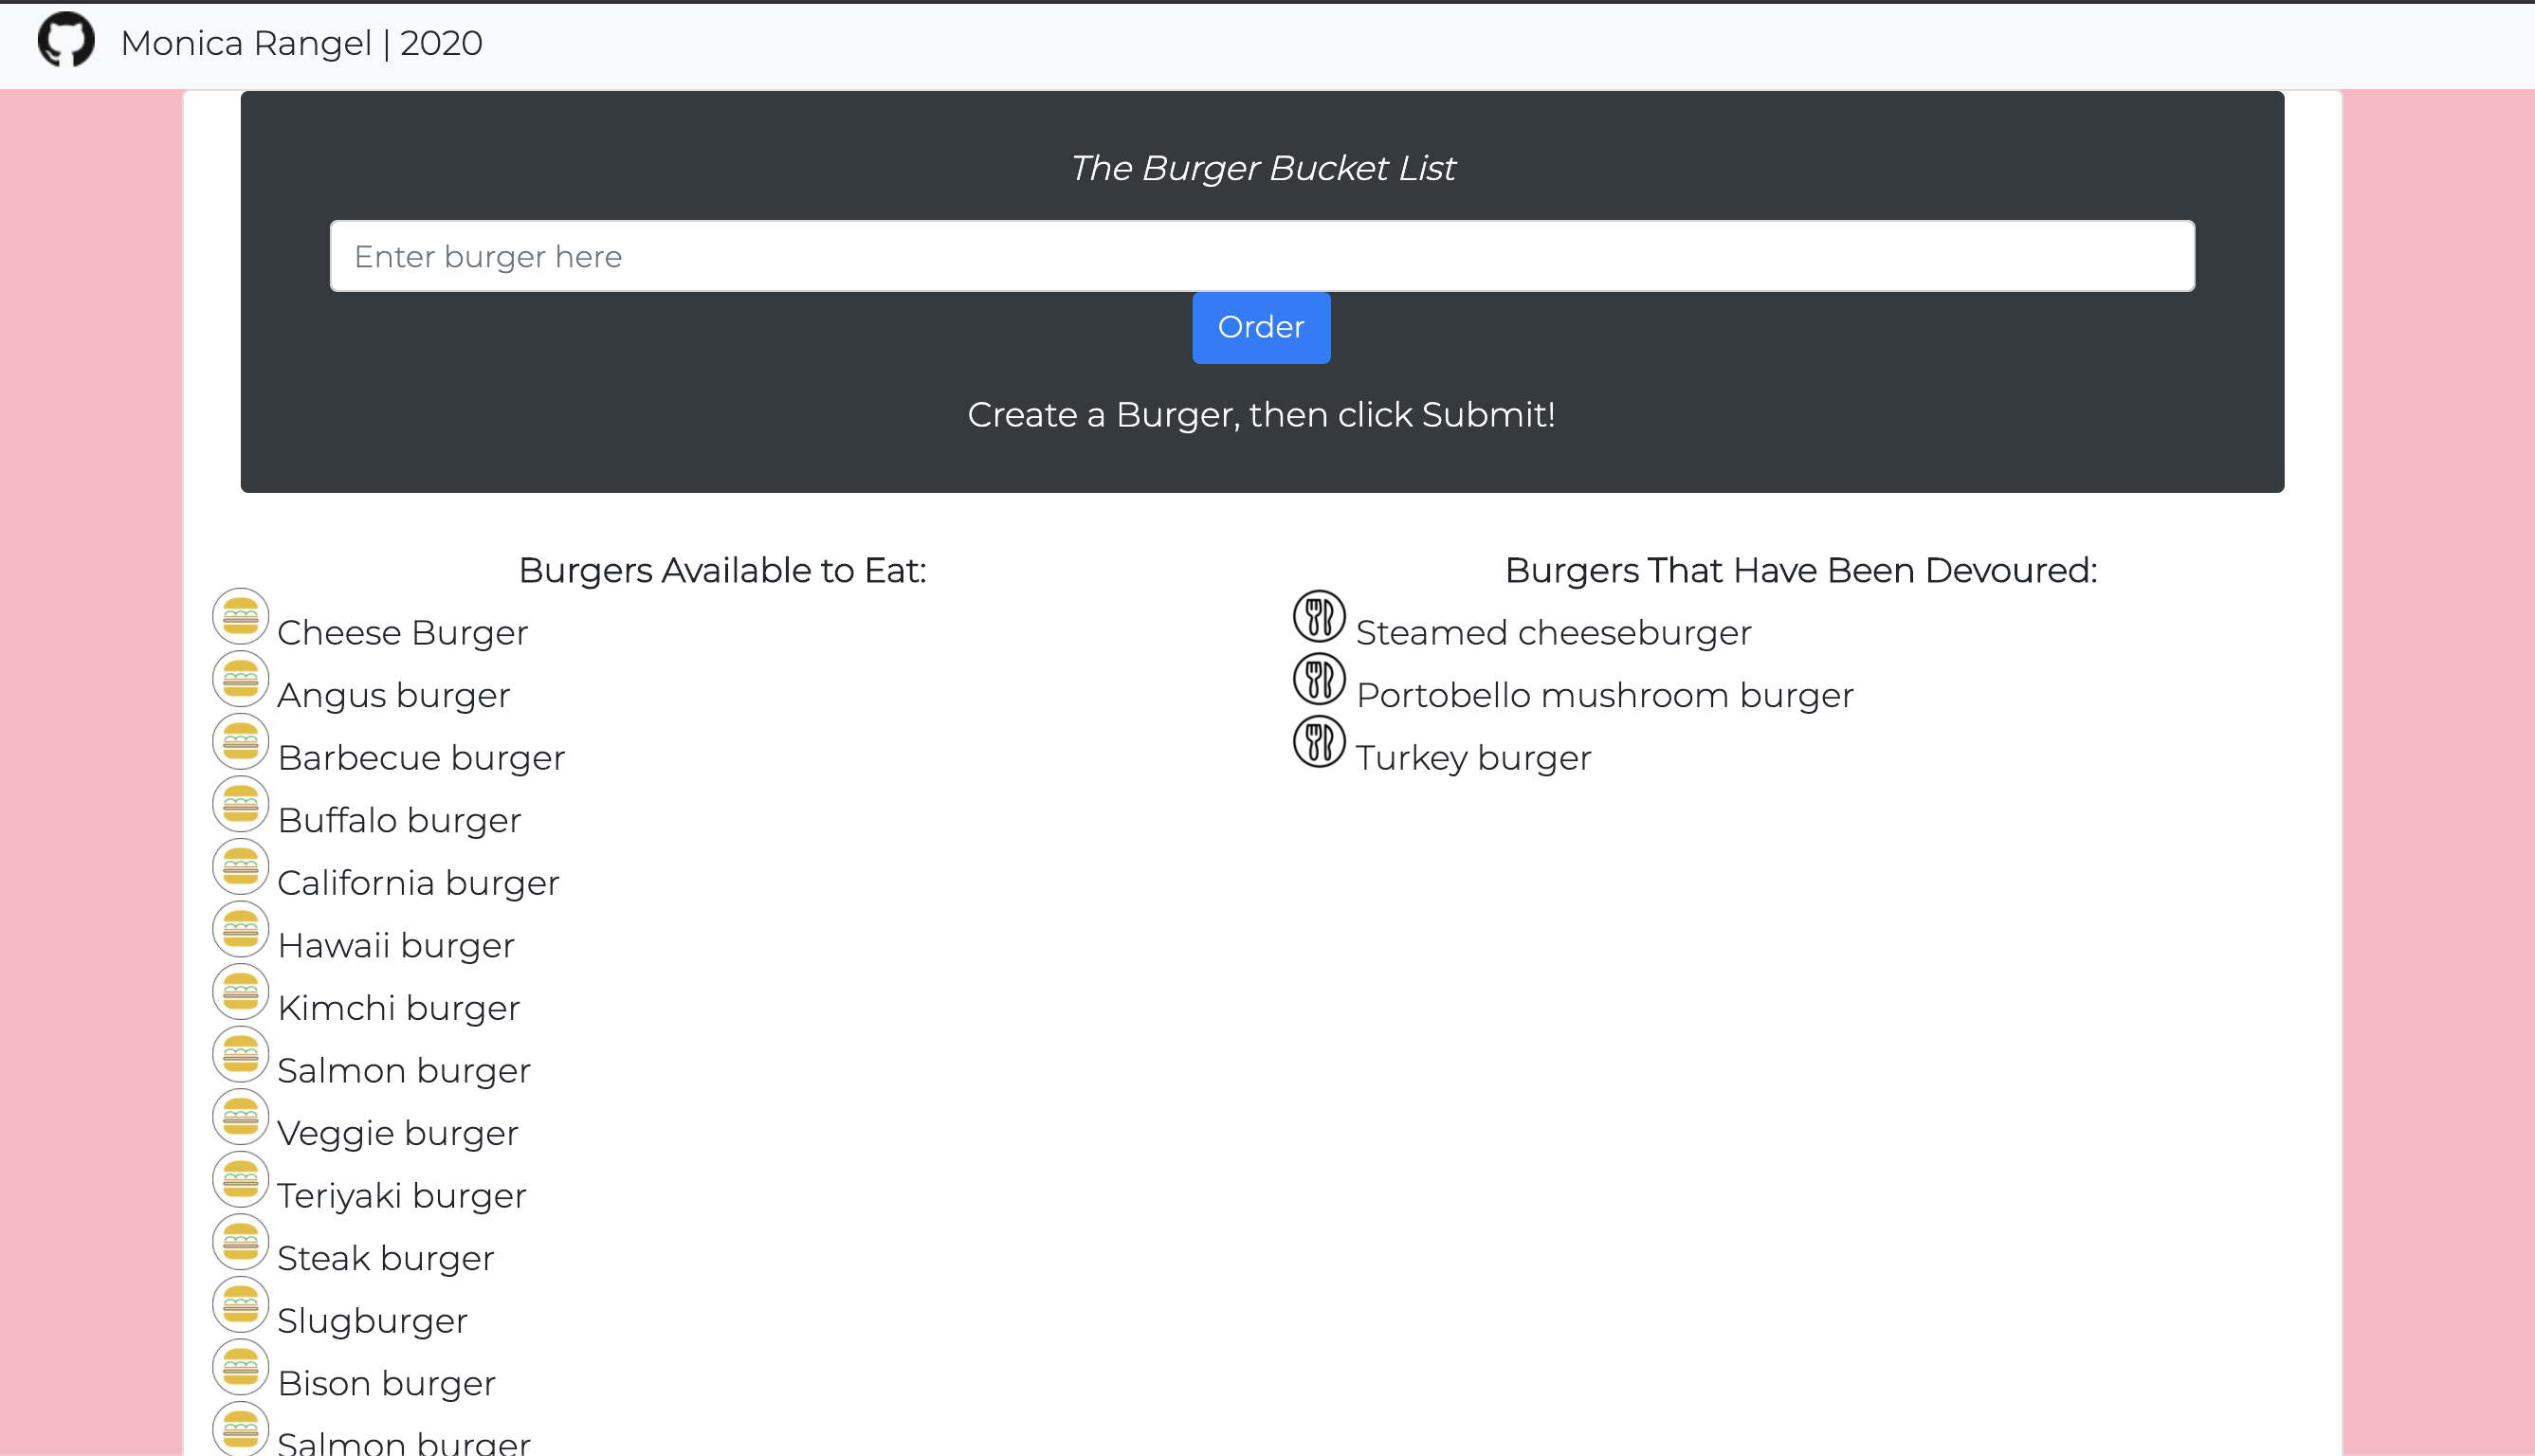 Monica Rangel | 2020
The Burger Bucket List
Enter burger here
Order
Create a Burger, then click Submit!
Burgers Available to Eat:
Cheese Burger
Angus burger
Barbecue burger
Buffalo burger
California burger
Hawaii burger
Kimchi burger
Salmon burger
Veggie burger
Teriyaki burger
Steak burger
Slugburger
Bison burger
Salmon burger
Burgers That Have Been Devoured:
Steamed cheeseburger
Portobello mushroom burger
Turkey burger